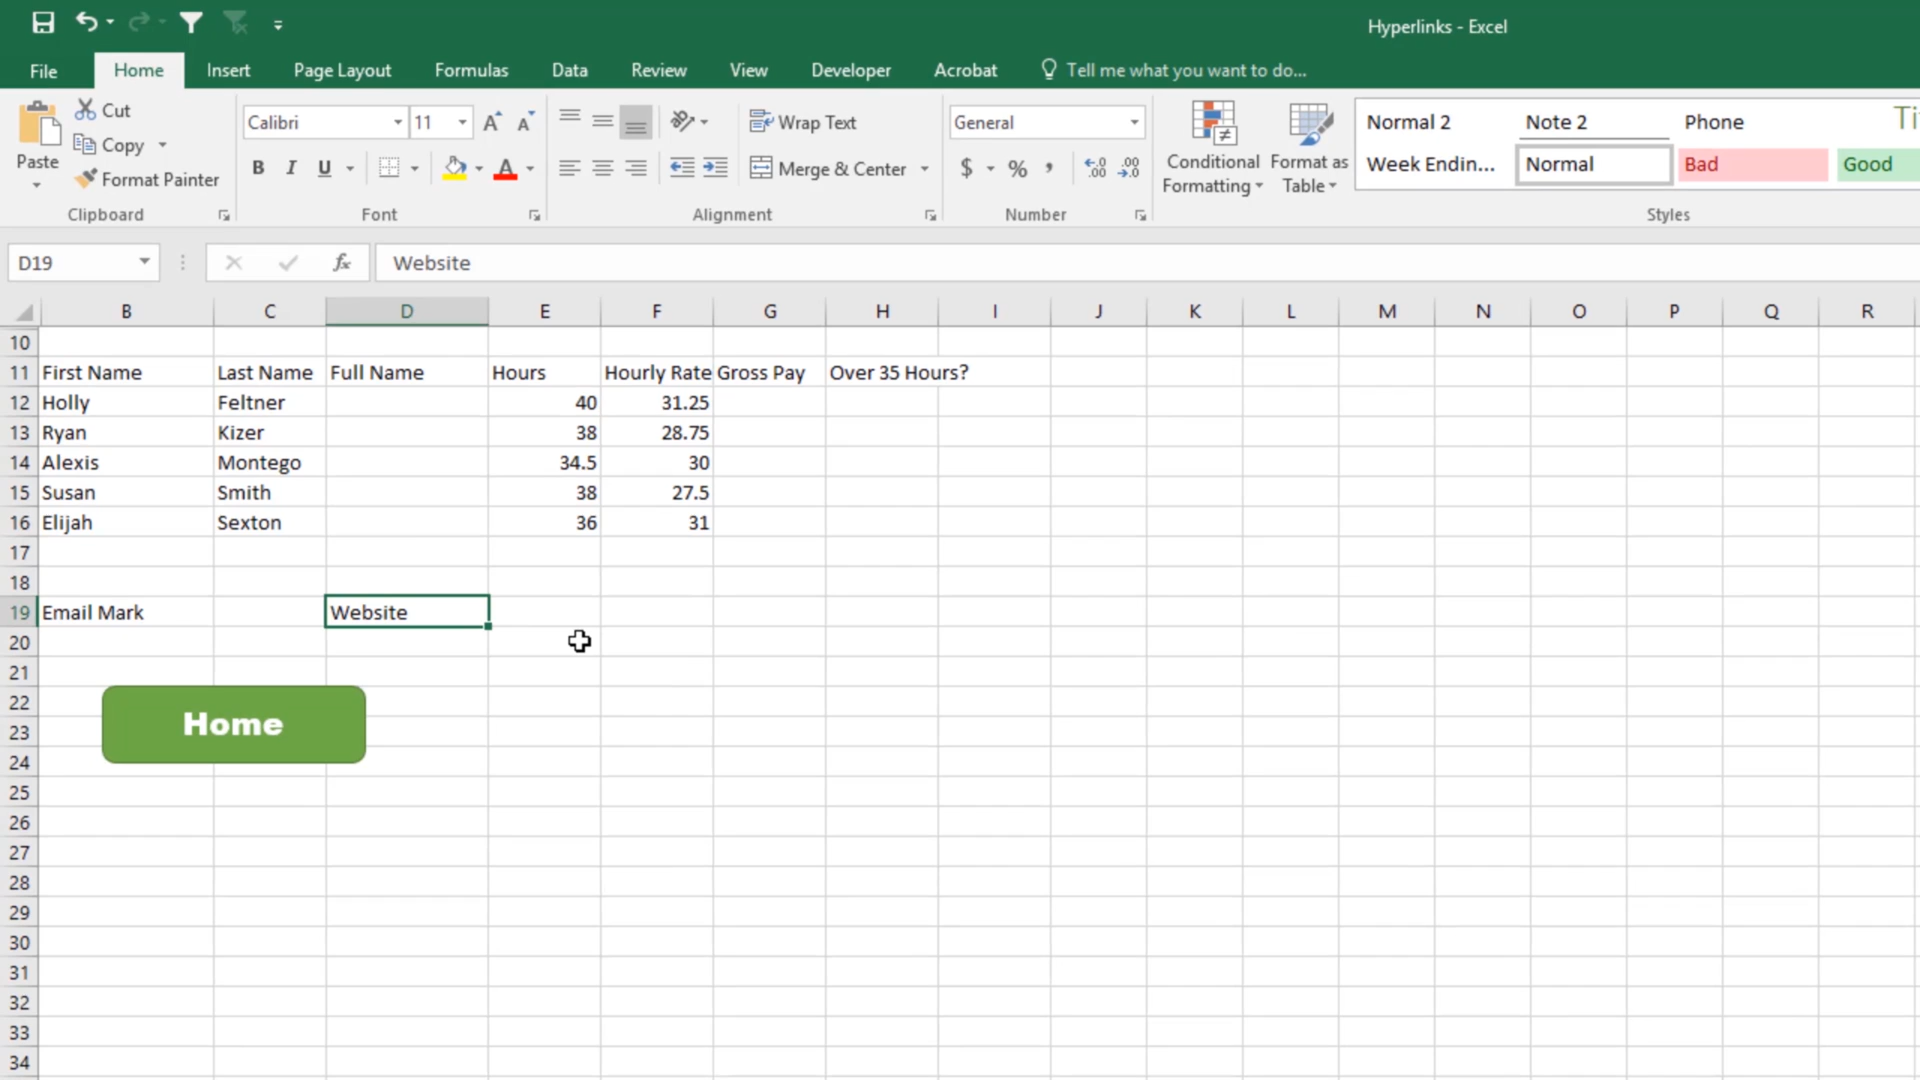 Hyperlinks - Excel
File Home Insert Page Layout Formulas Data Review View Developer Acrobat Tell me what you want to do...
Paste Cut Copy Format Painter
Clipboard
Calibri 11 A A
B I U A
Font
Wrap Text
Merge & Center
Alignment
General
$ % , .0 .00 .00 .0
Number
Conditional Formatting Format as Table
Normal 2 Note 2 Phone
Week Endin... Normal Bad Good
Styles
D19 fx Website
B C D E F G H I J K L M N O P Q R
10
11 First Name Last Name Full Name Hours Hourly Rate Gross Pay Over 35 Hours?
12 Holly Feltner 40 31.25
13 Ryan Kizer 38 28.75
14 Alexis Montego 34.5 30
15 Susan Smith 38 27.5
16 Elijah Sexton 36 31
17
18
19 Email Mark Website
20
21
22
Home
23
24
25
26
27
28
29
30
31
32
33
34